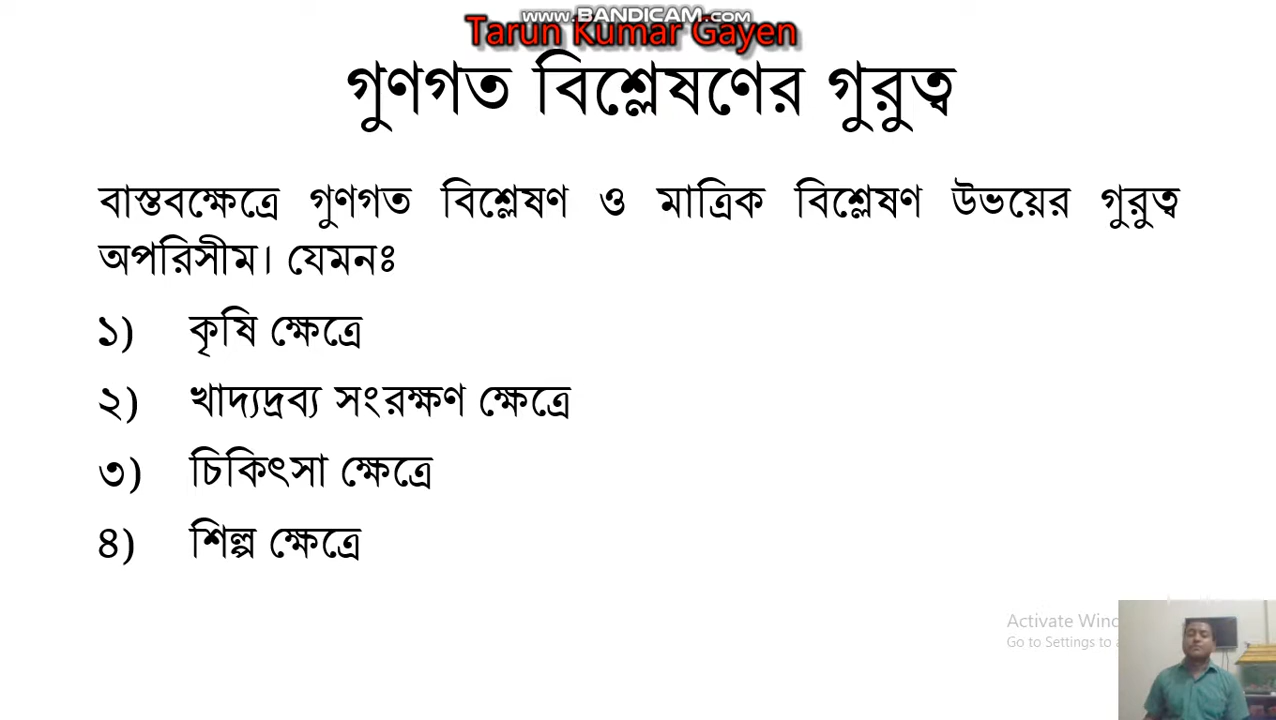 www.BANDICAM.com
Tarun Kumar Gayen
গুণগত বিশ্লেষণের গুরুত্ব
বাস্তবক্ষেত্রে গুণগত বিশ্লেষণ ও মাত্রিক বিশ্লেষণ উভয়ের গুরুত্ব
অপরিসীম। যেমনঃ
১) কৃষি ক্ষেত্রে
২) খাদ্যদ্রব্য সংরক্ষণ ক্ষেত্রে
৩) চিকিৎসা ক্ষেত্রে
৪) শিল্প ক্ষেত্রে
Activate Wind
Go to Settings to a